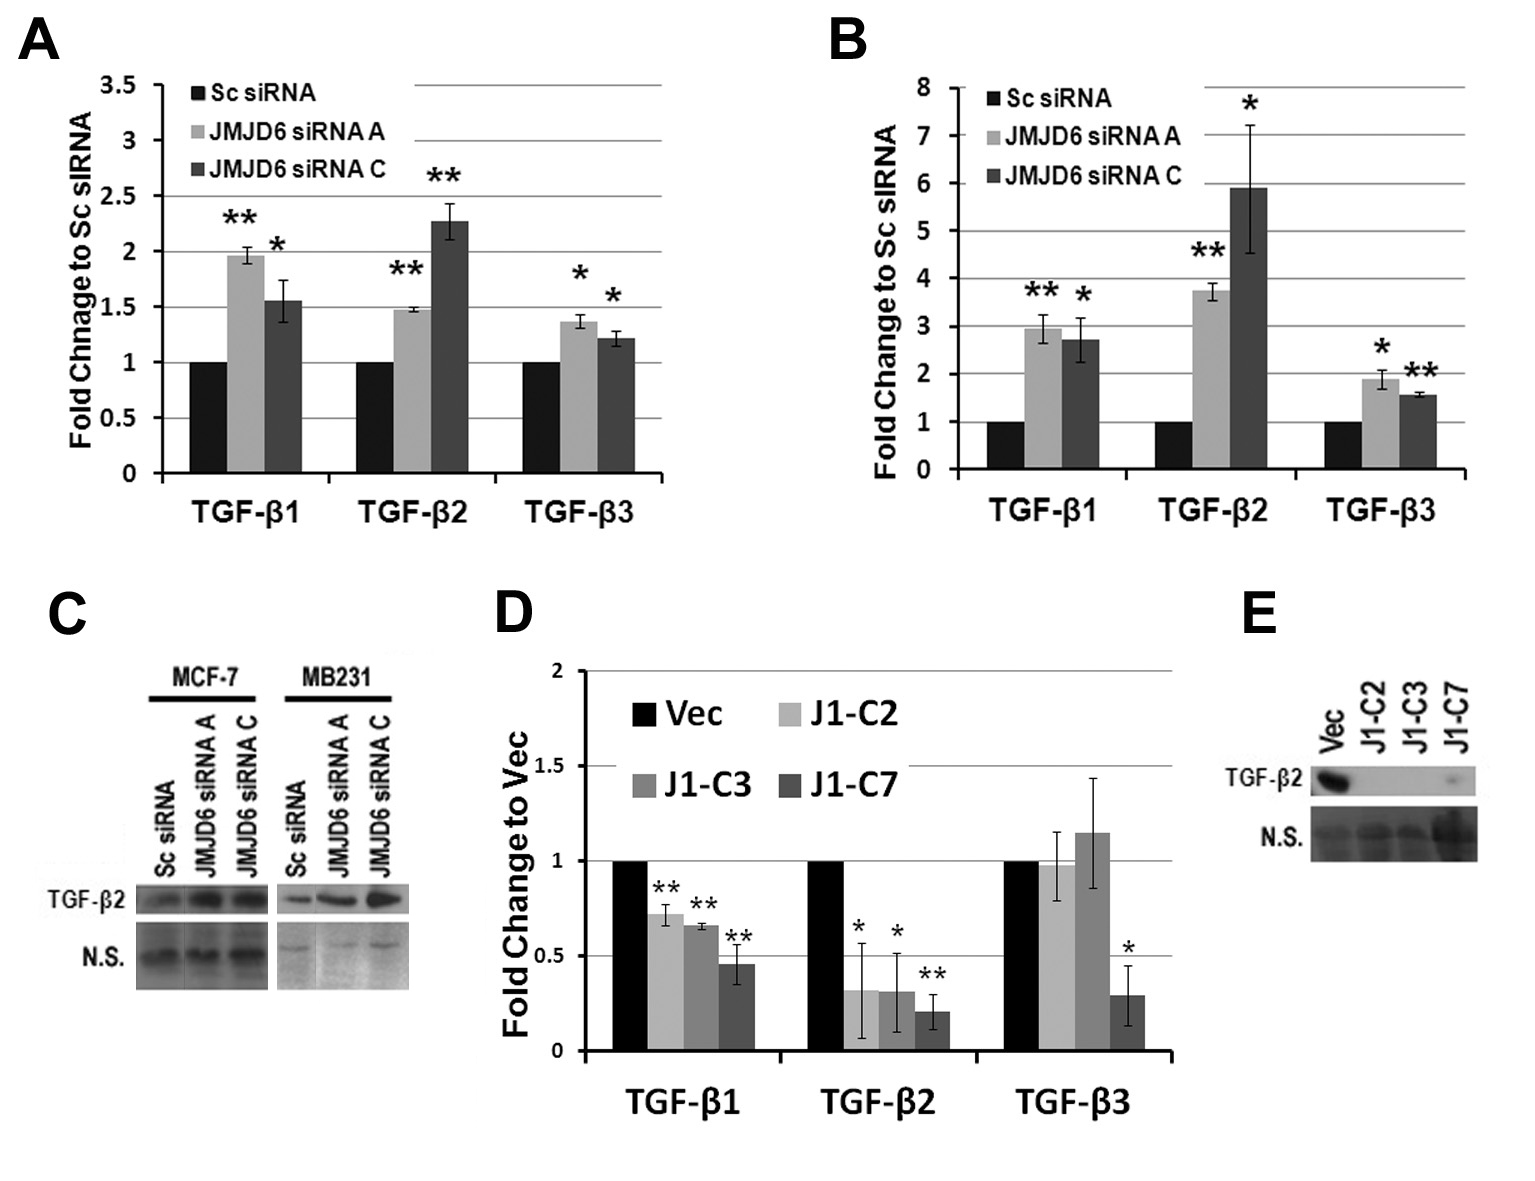 A
Fold Chnage to Sc siRNA
3.5
3
2.5
2
1.5
1
0.5
0
Sc siRNA
JMJD6 siRNA A
JMJD6 siRNA C
**
*
**
**
*
*
TGF-β1 TGF-β2 TGF-β3
B
Fold Change to Sc siRNA
8
7
6
5
4
3
2
1
0
Sc siRNA
JMJD6 siRNA A
JMJD6 siRNA C
**
*
**
*
*
**
TGF-β1 TGF-β2 TGF-β3
C
MCF-7 MB231
Sc siRNA
JMJD6 siRNA A
JMJD6 siRNA C
Sc siRNA
JMJD6 siRNA A
JMJD6 siRNA C
TGF-β2
N.S.
D
Fold Change to Vec
2
1.5
1
0.5
0
Vec J1-C2
J1-C3 J1-C7
**
**
**
*
*
**
*
TGF-β1 TGF-β2 TGF-β3
E
Vec
J1-C2
J1-C3
J1-C7
TGF-β2
N.S.